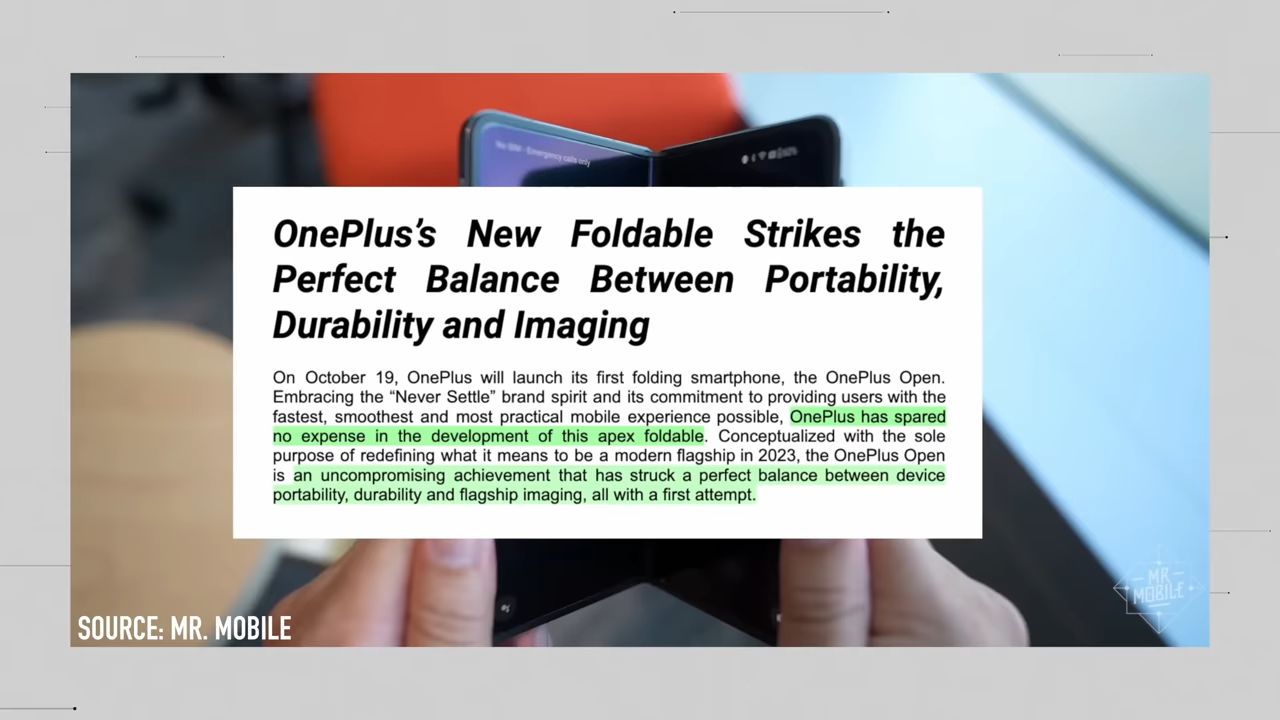 No SIM - Emergency calls only
OnePlus’s New Foldable Strikes the
Perfect Balance Between Portability,
Durability and Imaging
On October 19, OnePlus will launch its first folding smartphone, the OnePlus Open.
Embracing the “Never Settle” brand spirit and its commitment to providing users with the
fastest, smoothest and most practical mobile experience possible, OnePlus has spared
no expense in the development of this apex foldable. Conceptualized with the sole
purpose of redefining what it means to be a modern flagship in 2023, the OnePlus Open
is an uncompromising achievement that has struck a perfect balance between device
portability, durability and flagship imaging, all with a first attempt.
MR
MOBILE
SOURCE: MR. MOBILE